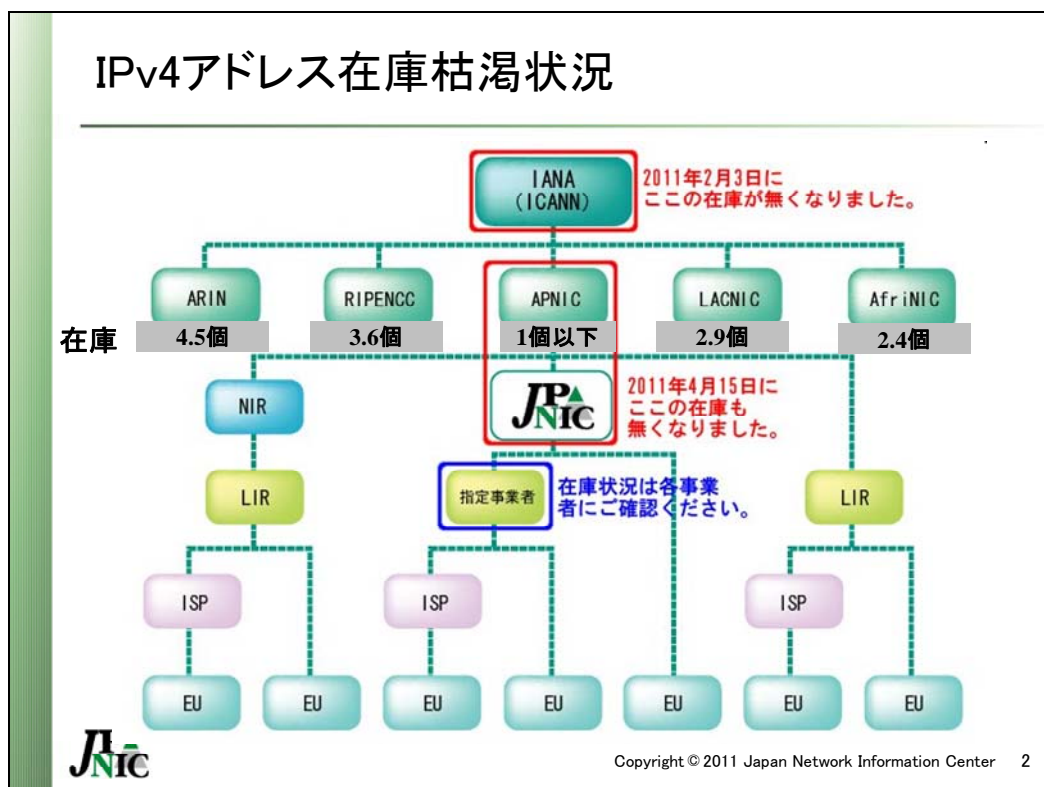 IPv4アドレス在庫枯渇状況
IANA
(ICANN)
2011年2月3日に
ここの在庫が無くなりました。
ARIN
RIPENCC
APNIC
LACNIC
AfriNIC
在庫
4.5個
3.6個
1個以下
2.9個
2.4個
NIR
JPNIC
2011年4月15日に
ここの在庫も
無くなりました。
LIR
指定事業者
在庫状況は各事業
者にご確認ください。
LIR
ISP
ISP
ISP
EU
EU
EU
EU
EU
EU
EU
JPNIC
Copyright © 2011 Japan Network Information Center 2